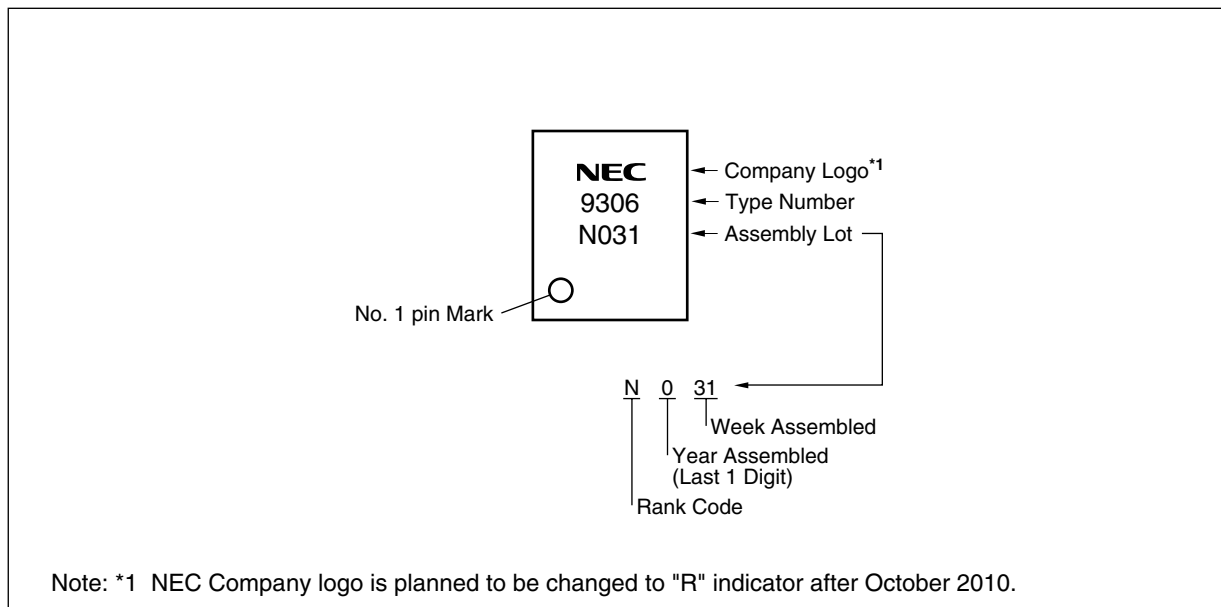 NEC
Company Logo*1
9306
Type Number
N031
Assembly Lot
No. 1 pin Mark
N 0 31
Week Assembled
Year Assembled
(Last 1 Digit)
Rank Code
Note: *1 NEC Company logo is planned to be changed to "R" indicator after October 2010.